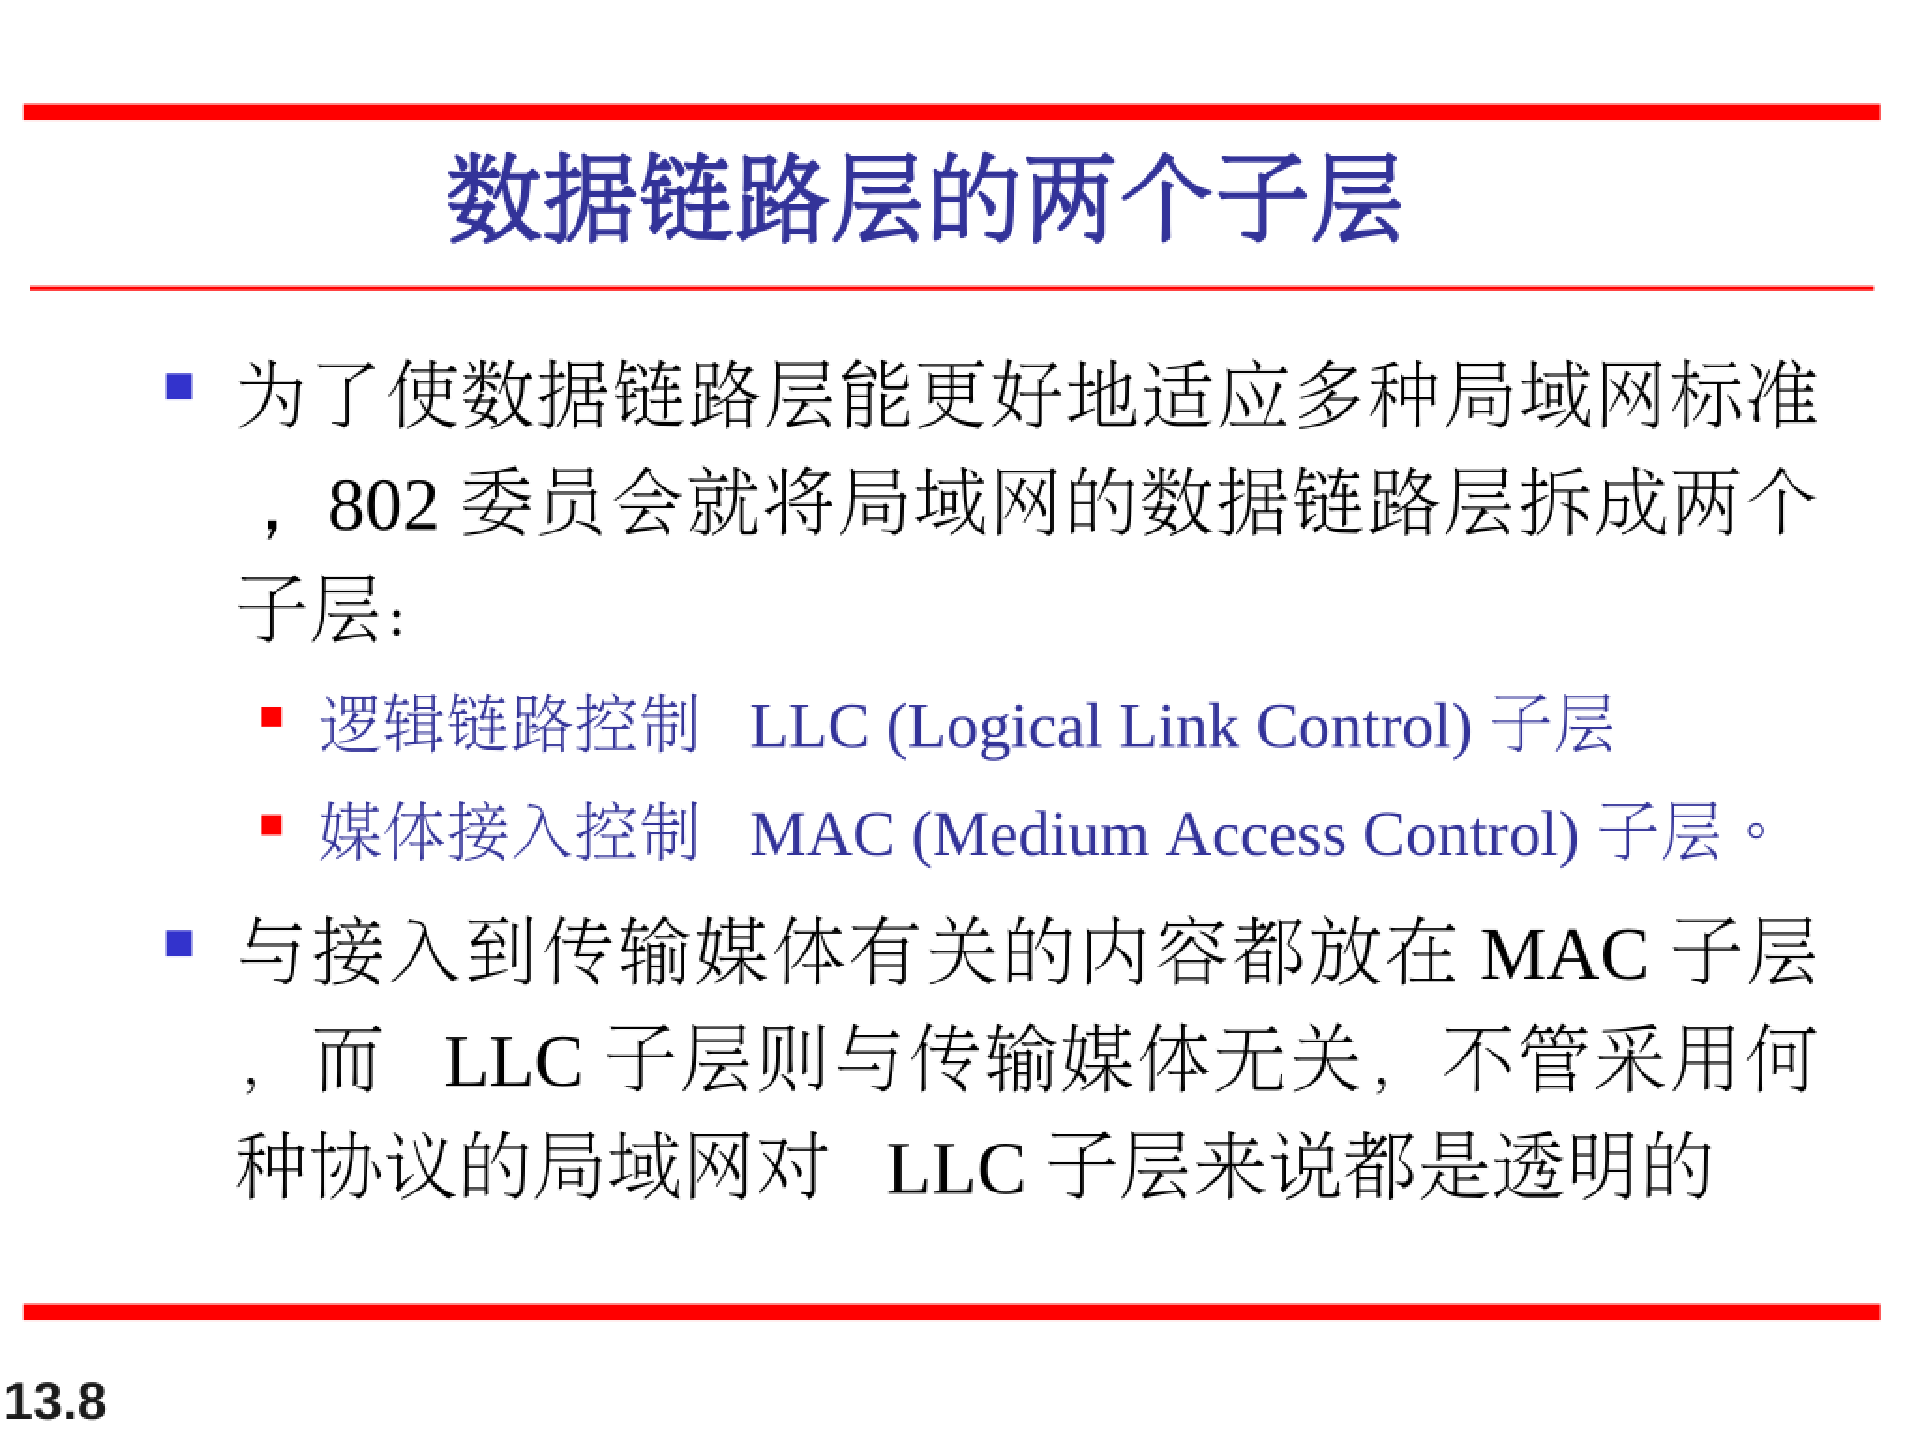 数据链路层的两个子层
为了使数据链路层能更好地适应多种局域网标准
，802 委员会就将局域网的数据链路层拆成两个
子层：
逻辑链路控制 LLC (Logical Link Control) 子层
媒体接入控制 MAC (Medium Access Control) 子层。
与接入到传输媒体有关的内容都放在 MAC 子层
，而 LLC 子层则与传输媒体无关，不管采用何
种协议的局域网对 LLC 子层来说都是透明的
13.8